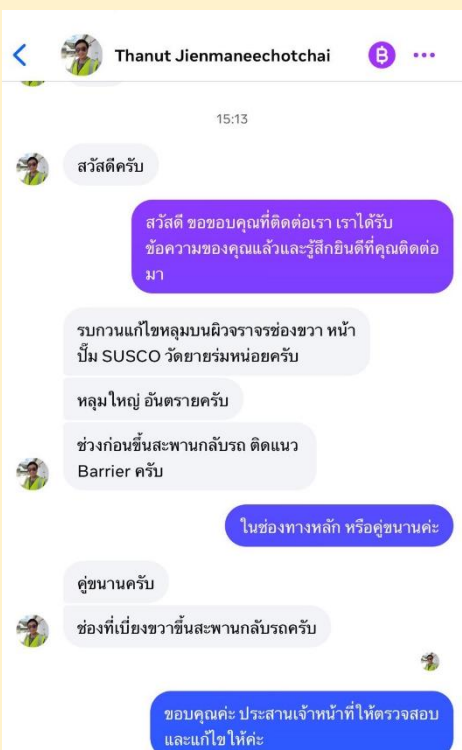 Thanut Jienmaneechotchai
15:13
สวัสดีครับ
สวัสดี ขอขอบคุณที่ติดต่อเรา เราได้รับ
ข้อความของคุณแล้วและรู้สึกยินดีที่คุณติดต่อ
มา
รบกวนแก้ไขหลุมบนผิวจราจรช่องขวา หน้า
ปั๊ม SUSCO วัดยายร่มหน่อยครับ
หลุมใหญ่ อันตรายครับ
ช่วงก่อนขึ้นสะพานกลับรถ ติดแนว
Barrier ครับ
ในช่องทางหลัก หรือคู่ขนานค่ะ
คู่ขนานครับ
ช่องที่เบี่ยงขวาขึ้นสะพานกลับรถครับ
ขอบคุณค่ะ ประสานเจ้าหน้าที่ให้ตรวจสอบ
และแก้ไขให้ค่ะ